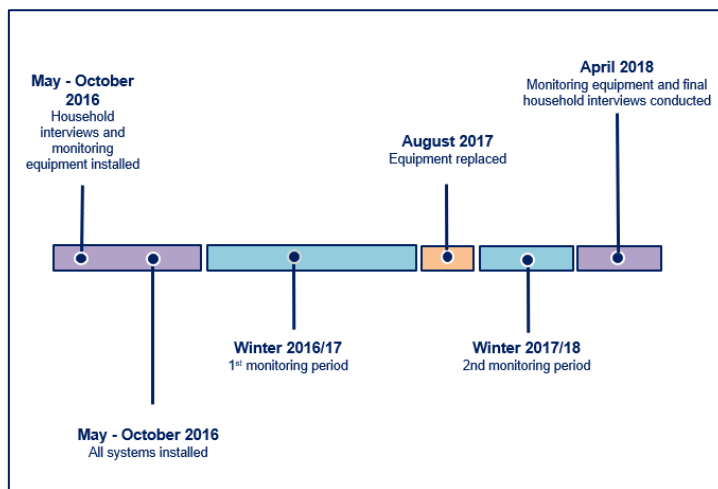 May - October
2016
Household
interviews and
monitoring
equipment installed
April 2018
Monitoring equipment and final
household interviews conducted
August 2017
Equipment replaced
Winter 2016/17
1st monitoring period
Winter 2017/18
2nd monitoring period
May - October 2016
All systems installed